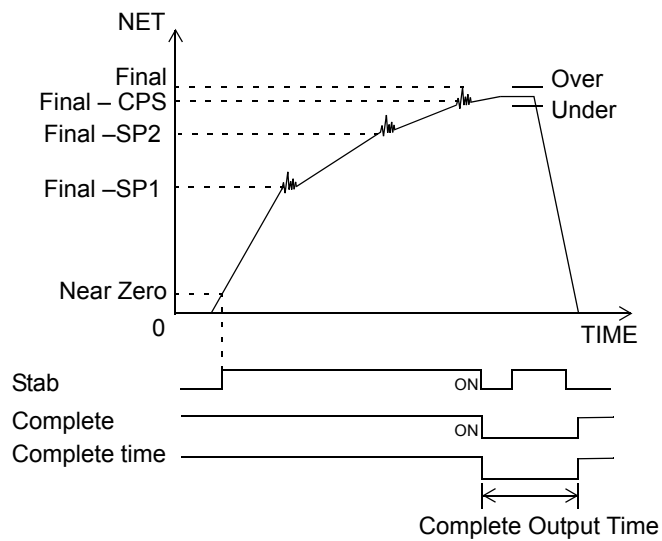 NET
Final
Over
Final – CPS
Under
Final –SP2
Final –SP1
Near Zero
0
TIME
Stab
ON
Complete
ON
Complete time
Complete Output Time